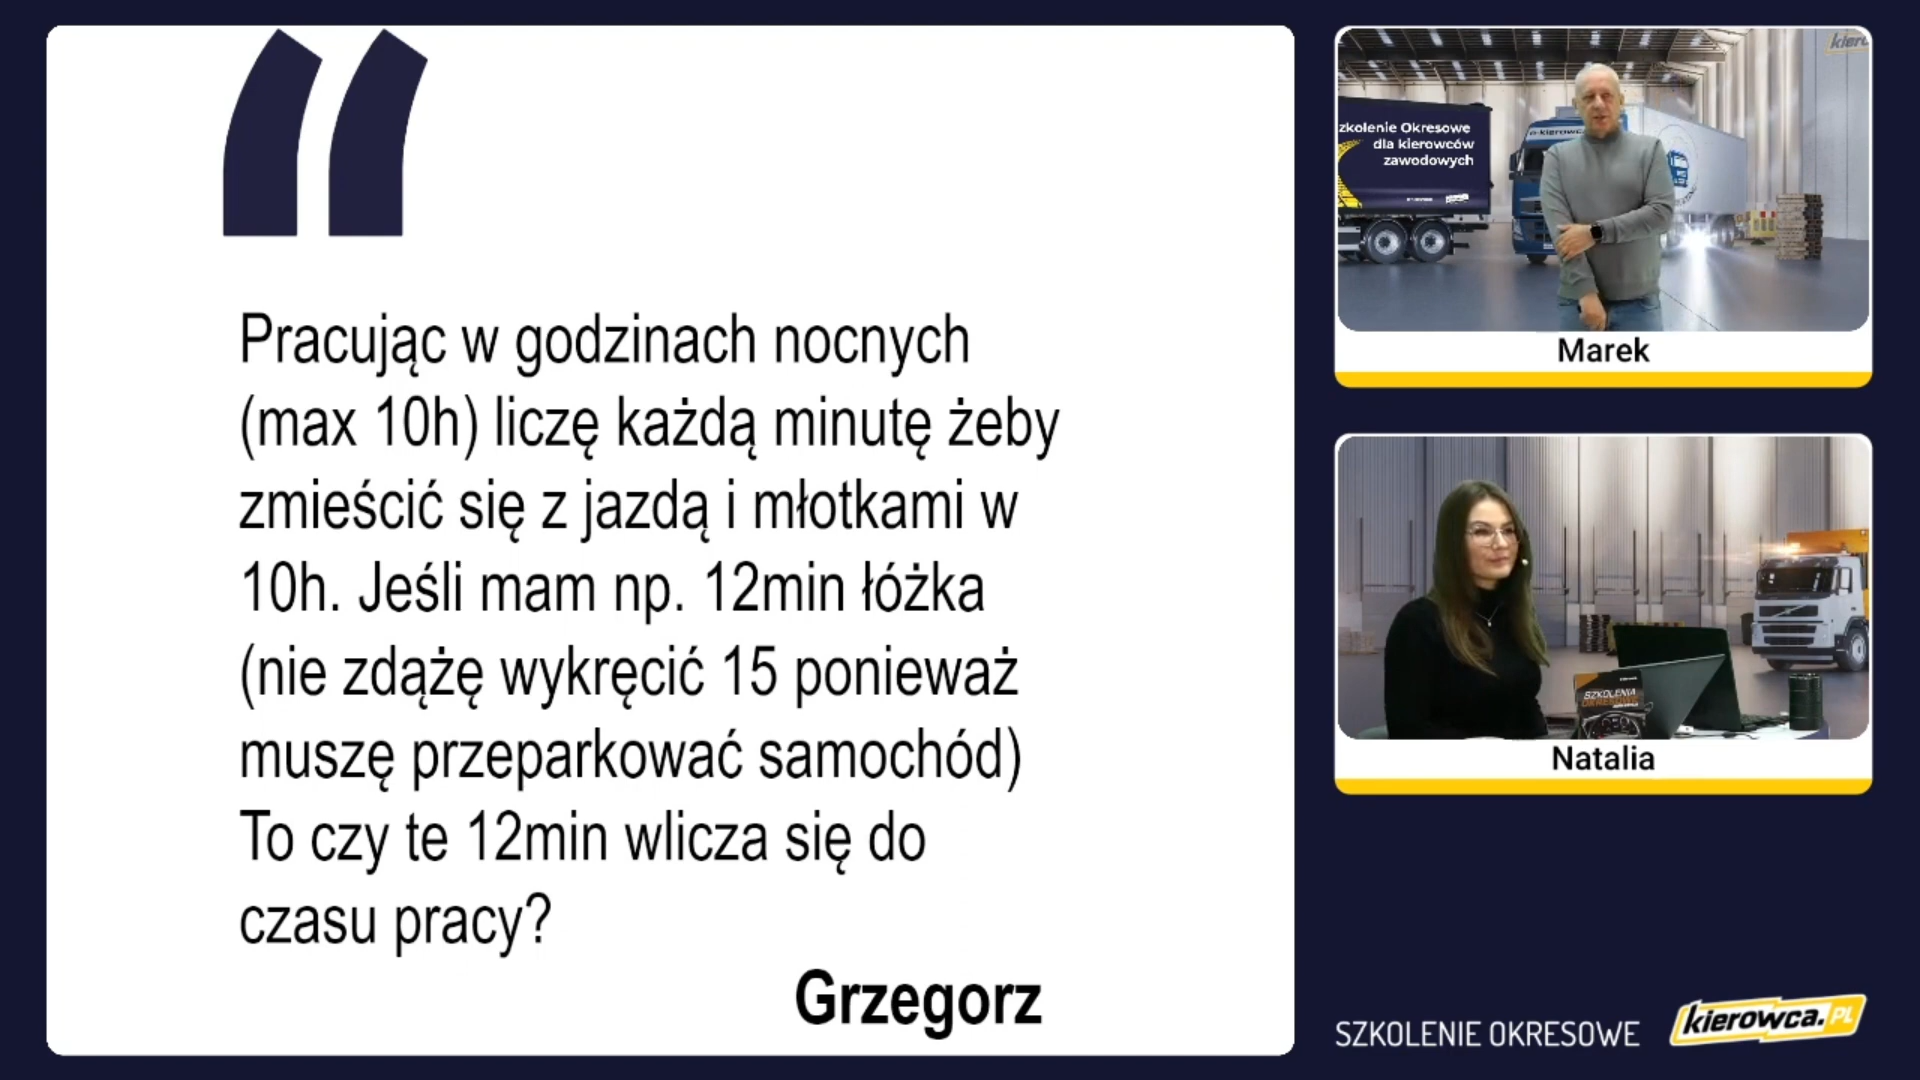 Pracując w godzinach nocnych
(max 10h) liczę każdą minutę żeby
zmieścić się z jazdą i młotkami w
10h. Jeśli mam np. 12min łóżka
(nie zdążę wykręcić 15 ponieważ
muszę przeparkować samochód)
To czy te 12min wlicza się do
czasu pracy?
Grzegorz
zkolenie Okresowe
dla kierowców
zawodowych
Marek
SZKOLENIA
OKRESOWE
Natalia
SZKOLENIE OKRESOWE
kierowca.PL